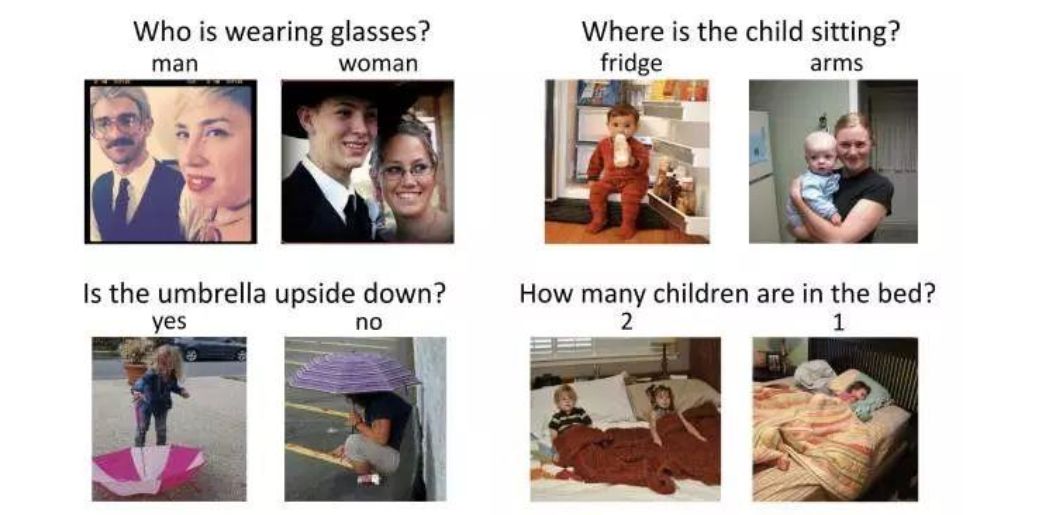 Who is wearing glasses?
man
woman
Where is the child sitting?
fridge
arms
Is the umbrella upside down?
yes
no
How many children are in the bed?
2
1